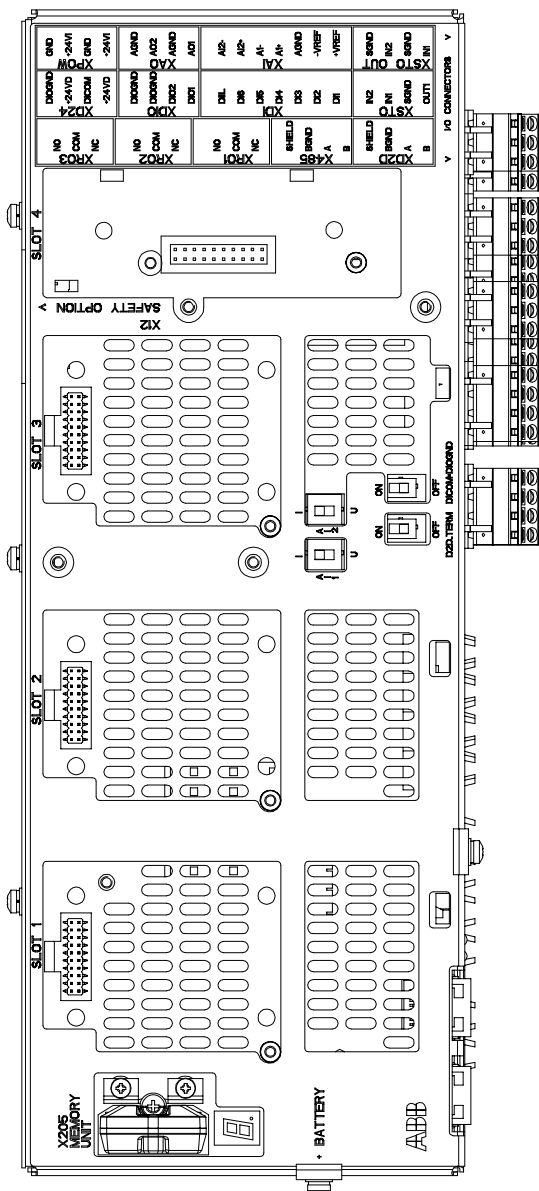 GND
+24VI
GND
+24VI
XPOW
AGND
AO2
AGND
AO1
XAO
AI2-
AI2+
A1-
A1+
AGND
-VREF
+VREF
XAI
SGND
IN2
SGND
IN1
XSTO OUT
DIOGND
+24VD
DICOM
+24VD
XD24
DIOGND
DIOGND
DIO2
DIO1
XDIO
DIL
DI6
DI5
DI4
DI3
DI2
DI1
XDI
IN2
IN1
SGND
OUT1
XSTO
NO
COM
NC
XRO3
NO
COM
NC
XRO2
NO
COM
NC
XRO1
SHIELD
BGND
A
B
X485
SHIELD
BGND
A
B
XD2D
I/O CONNECTORS
SLOT 4
SAFETY OPTION
X12
SLOT 3
AI2
I
U
AI1
I
U
ON
OFF
DICOM=DIOGND
ON
OFF
D2D.TERM
SLOT 2
SLOT 1
X205
MEMORY
UNIT
+ BATTERY
ABB